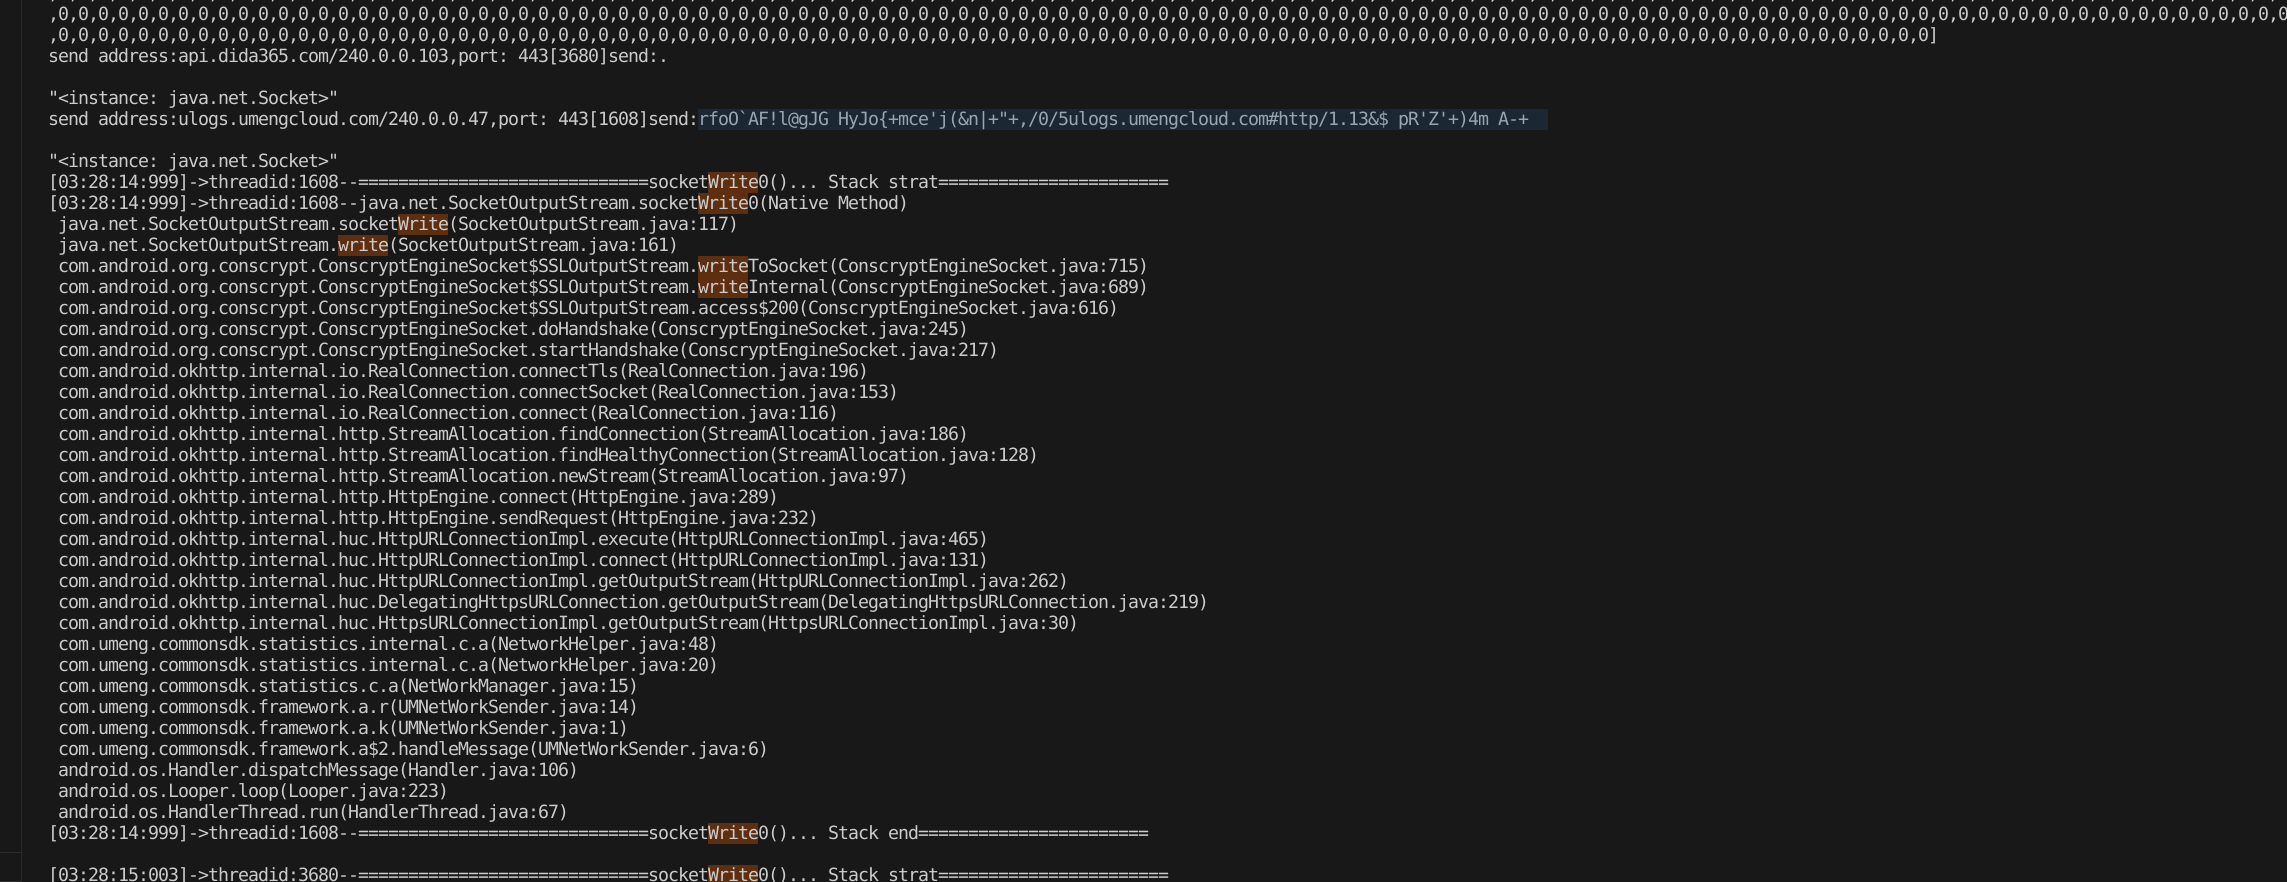 ,0,0,0,0,0,0,0,0,0,0,0,0,0,0,0,0,0,0,0,0,0,0,0,0,0,0,0,0,0,0,0,0,0,0,0,0,0,0,0,0,0,0,0,0,0,0,0,0,0,0,0,0,0,0,0,0,0,0,0,0,0,0,0,0,0,0,0,0,0,0,0,0,0,0,0,0,0,0,0,0,0,0,0,0,0,0,0,0,0,0,0,0,0,0,0,0,0,0,0,0,0,0,0,0,0,0,0,0,0,0,0,0
,0,0,0,0,0,0,0,0,0,0,0,0,0,0,0,0,0,0,0,0,0,0,0,0,0,0,0,0,0,0,0,0,0,0,0,0,0,0,0,0,0,0,0,0,0,0,0,0,0,0,0,0,0,0,0,0,0,0,0,0,0,0,0,0,0,0,0,0,0,0,0,0,0,0,0,0,0,0,0,0,0,0,0,0,0,0,0,0,0,0,0,0,0,0]
send address:api.dida365.com/240.0.0.103,port: 443[3680]send:.
"<instance: java.net.Socket>"
send address:ulogs.umengcloud.com/240.0.0.47,port: 443[1608]send:rfoO`AF!l@gJG HyJo{+mce'j(&n|+"+,/0/5ulogs.umengcloud.com#http/1.13&$ pR'Z'+)4m A-+
"<instance: java.net.Socket>"
[03:28:14:999]->threadid:1608--=============================socketWrite0()... Stack strat=======================
[03:28:14:999]->threadid:1608--java.net.SocketOutputStream.socketWrite0(Native Method)
java.net.SocketOutputStream.socketWrite(SocketOutputStream.java:117)
java.net.SocketOutputStream.write(SocketOutputStream.java:161)
com.android.org.conscrypt.ConscryptEngineSocket$SSLOutputStream.writeToSocket(ConscryptEngineSocket.java:715)
com.android.org.conscrypt.ConscryptEngineSocket$SSLOutputStream.writeInternal(ConscryptEngineSocket.java:689)
com.android.org.conscrypt.ConscryptEngineSocket$SSLOutputStream.access$200(ConscryptEngineSocket.java:616)
com.android.org.conscrypt.ConscryptEngineSocket.doHandshake(ConscryptEngineSocket.java:245)
com.android.org.conscrypt.ConscryptEngineSocket.startHandshake(ConscryptEngineSocket.java:217)
com.android.okhttp.internal.io.RealConnection.connectTls(RealConnection.java:196)
com.android.okhttp.internal.io.RealConnection.connectSocket(RealConnection.java:153)
com.android.okhttp.internal.io.RealConnection.connect(RealConnection.java:116)
com.android.okhttp.internal.http.StreamAllocation.findConnection(StreamAllocation.java:186)
com.android.okhttp.internal.http.StreamAllocation.findHealthyConnection(StreamAllocation.java:128)
com.android.okhttp.internal.http.StreamAllocation.newStream(StreamAllocation.java:97)
com.android.okhttp.internal.http.HttpEngine.connect(HttpEngine.java:289)
com.android.okhttp.internal.http.HttpEngine.sendRequest(HttpEngine.java:232)
com.android.okhttp.internal.huc.HttpURLConnectionImpl.execute(HttpURLConnectionImpl.java:465)
com.android.okhttp.internal.huc.HttpURLConnectionImpl.connect(HttpURLConnectionImpl.java:131)
com.android.okhttp.internal.huc.HttpURLConnectionImpl.getOutputStream(HttpURLConnectionImpl.java:262)
com.android.okhttp.internal.huc.DelegatingHttpsURLConnection.getOutputStream(DelegatingHttpsURLConnection.java:219)
com.android.okhttp.internal.huc.HttpsURLConnectionImpl.getOutputStream(HttpsURLConnectionImpl.java:30)
com.umeng.commonsdk.statistics.internal.c.a(NetworkHelper.java:48)
com.umeng.commonsdk.statistics.internal.c.a(NetworkHelper.java:20)
com.umeng.commonsdk.statistics.c.a(NetWorkManager.java:15)
com.umeng.commonsdk.framework.a.r(UMNetWorkSender.java:14)
com.umeng.commonsdk.framework.a.k(UMNetWorkSender.java:1)
com.umeng.commonsdk.framework.a$2.handleMessage(UMNetWorkSender.java:6)
android.os.Handler.dispatchMessage(Handler.java:106)
android.os.Looper.loop(Looper.java:223)
android.os.HandlerThread.run(HandlerThread.java:67)
[03:28:14:999]->threadid:1608--=============================socketWrite0()... Stack end=======================
[03:28:15:003]->threadid:3680--=============================socketWrite0()... Stack strat=======================